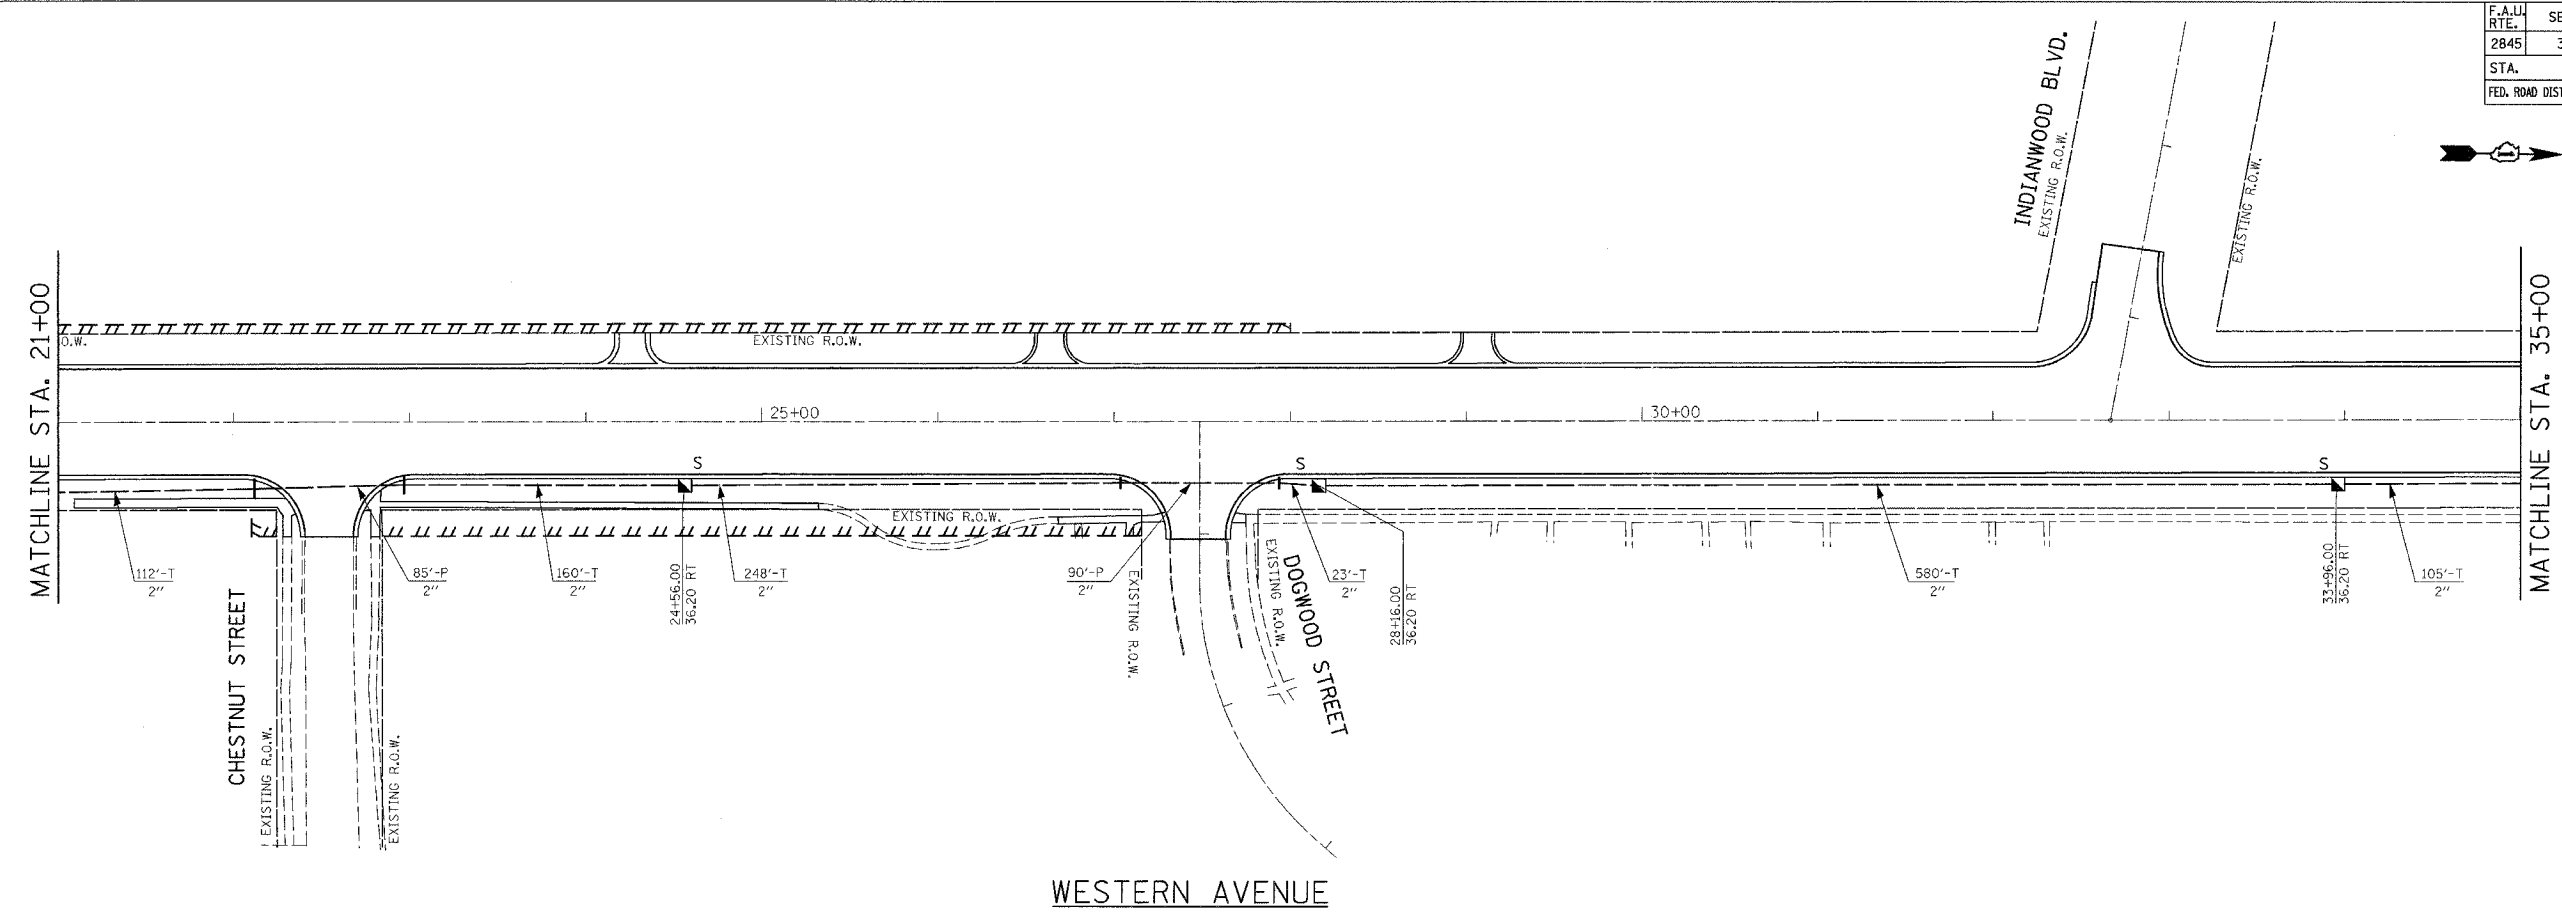 F.A.U. RTE.
2845
STA.
FED. ROAD DIST
INDIANWOOD BLVD.
EXISTING R.O.W.
EXISTING R.O.W.
MATCHLINE STA. 21+00
MATCHLINE STA. 35+00
O.W.
EXISTING R.O.W.
25+00
30+00
S
S
S
EXISTING R.O.W.
112'-T
2"
85'-P
2"
160'-T
2"
24+56.00
36.20 RT
248'-T
2"
90'-P
2"
EXISTING R.O.W.
EXISTING R.O.W.
DOGWOOD STREET
23'-T
2"
28+16.00
36.20 RT
580'-T
2"
33+96.00
36.20 RT
105'-T
2"
CHESTNUT STREET
EXISTING R.O.W.
EXISTING R.O.W.
WESTERN AVENUE